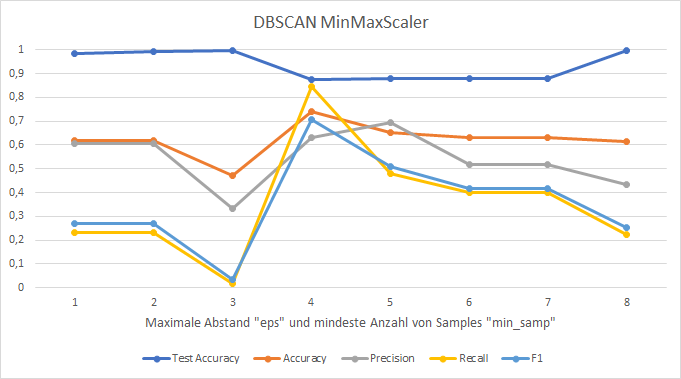 DBSCAN MinMaxScaler
1
0,9
0,8
0,7
0,6
0,5
0,4
0,3
0,2
0,1
0
1 2 3 4 5 6 7 8
Maximale Abstand "eps" und mindeste Anzahl von Samples "min_samp"
Test Accuracy Accuracy Precision Recall F1